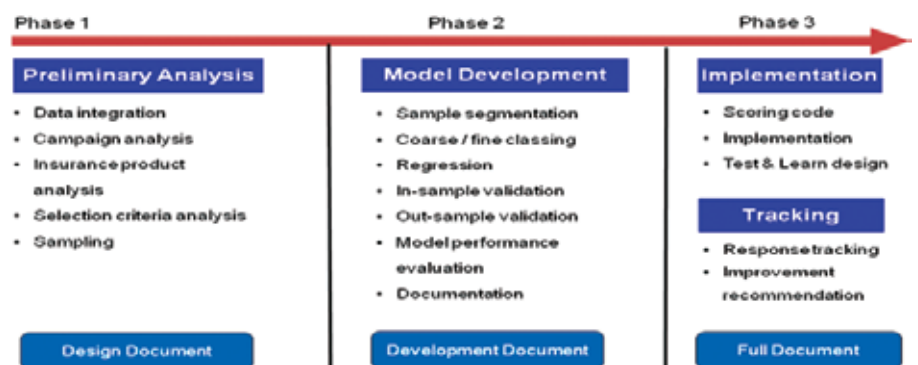 Phase 1
Preliminary Analysis
• Data integration
• Campaign analysis
• Insurance product
analysis
• Selection criteria analysis
• Sampling
Design Document
Phase 2
Model Development
• Sample segmentation
• Coarse / fine classing
• Regression
• In-sample validation
• Out-sample validation
• Model performance
evaluation
• Documentation
Development Document
Phase 3
Implementation
• Scoring code
• Implementation
• Test & Learn design
Tracking
• Response tracking
• Improvement
recommendation
Full Document